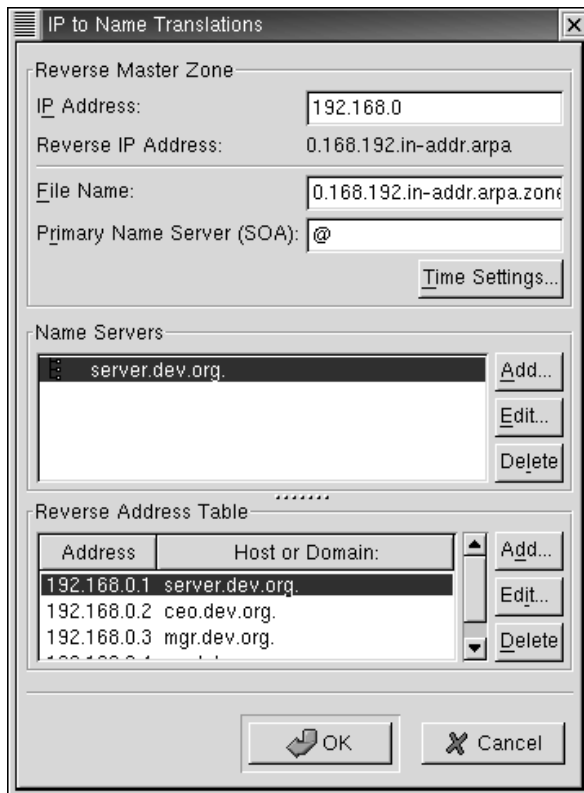 IP to Name Translations
Reverse Master Zone
IP Address: 192.168.0
Reverse IP Address: 0.168.192.in-addr.arpa
File Name: 0.168.192.in-addr.arpa.zone
Primary Name Server (SOA): @
Time Settings...
Name Servers
server.dev.org.
Add...
Edit...
Delete
Reverse Address Table
Address Host or Domain:
192.168.0.1 server.dev.org.
192.168.0.2 ceo.dev.org.
192.168.0.3 mgr.dev.org.
Add...
Edit...
Delete
OK Cancel